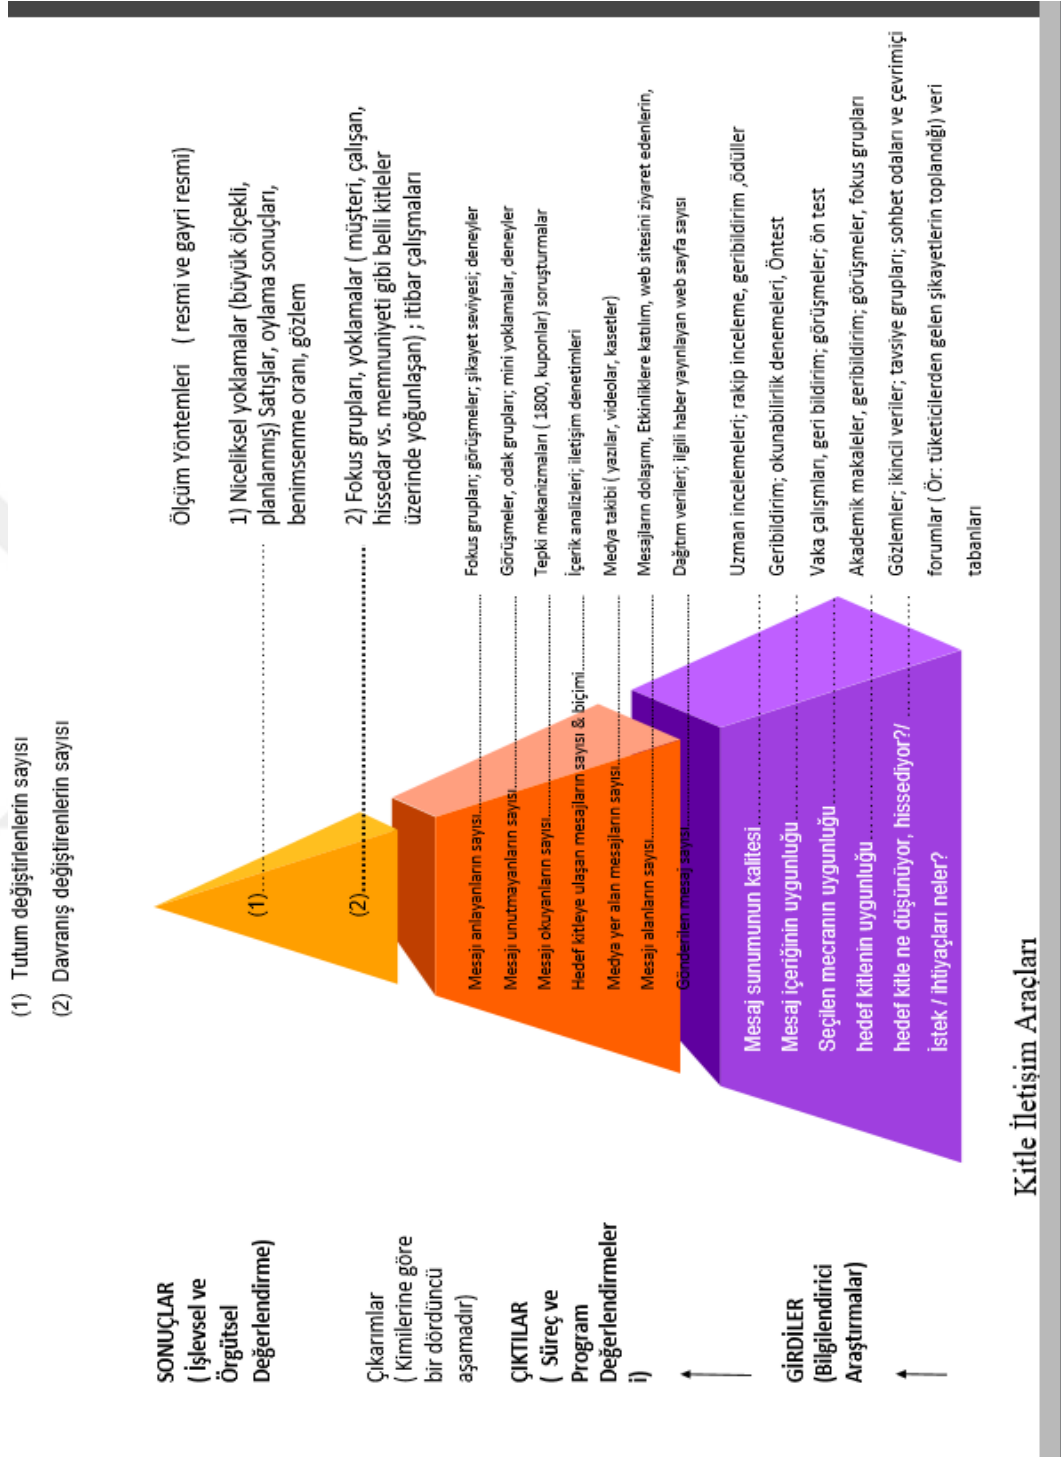 (1) Tutum değiştirlenlerin sayısı
(2) Davranış değiştirenlerin sayısı
SONUÇLAR
( İşlevsel ve
Örgütsel
Değerlendirme)
Çıkarımlar
( Kimilerine göre
bir dördüncü
aşamadır)
ÇIKTILAR
( Süreç ve
Program
Değerlendirmeler
i)
GİRDİLER
(Bilgilendirici
Araştırmalar)
(1)
(2)
Mesajı anlayanların sayısı
Mesajı unutmayanların sayısı
Mesajı okuyanların sayısı
Hedef kitleye ulaşan mesajların sayısı & biçimi
Medya yer alan mesajların sayısı
Mesajı alanların sayısı
Gönderilen mesaj sayısı
Mesaj sunumunun kalitesi
Mesaj içeriğinin uygunluğu
Seçilen mecranın uygunluğu
hedef kitlenin uygunluğu
hedef kitle ne düşünüyor, hissediyor?/
İstek / ihtiyaçları neler?
Ölçüm Yöntemleri ( resmi ve gayri resmi)
1) Niceliksel yoklamalar (büyük ölçekli,
planlanmış) Satışlar, oylama sonuçları,
benimsenme oranı, gözlem
2) Fokus grupları, yoklamalar ( müşteri, çalışan,
hissedar vs. memnuniyeti gibi belli kitleler
üzerinde yoğunlaşan) ; itibar çalışmaları
Fokus grupları; görüşmeler; şikayet seviyesi; deneyler
Görüşmeler, odak grupları; mini yoklamalar, deneyler
Tepki mekanizmaları ( 1800, kuponlar) soruşturmalar
İçerik analizleri; iletişim denetimleri
Medya takibi ( yazılar, videolar, kasetler)
Mesajların dolaşımı, Etkinliklere katılım, web sitesini ziyaret edenlerin,
Dağıtım verileri; ilgili haber yayınlayan web sayfa sayısı
Uzman incelemeleri; rakip inceleme, geribildirim ,ödüller
Geribildirim; okunabilirlik denemeleri, Öntest
Vaka çalışmları, geri bildirim; görüşmeler; ön test
Akademik makaleler, geribildirim; görüşmeler, fokus grupları
Gözlemler; ikincil veriler; tavsiye grupları; sohbet odaları ve çevrimiçi
forumlar ( Ör: tüketicilerden gelen şikayetlerin toplandığı) veri
tabanları
Kitle İletişim Araçları